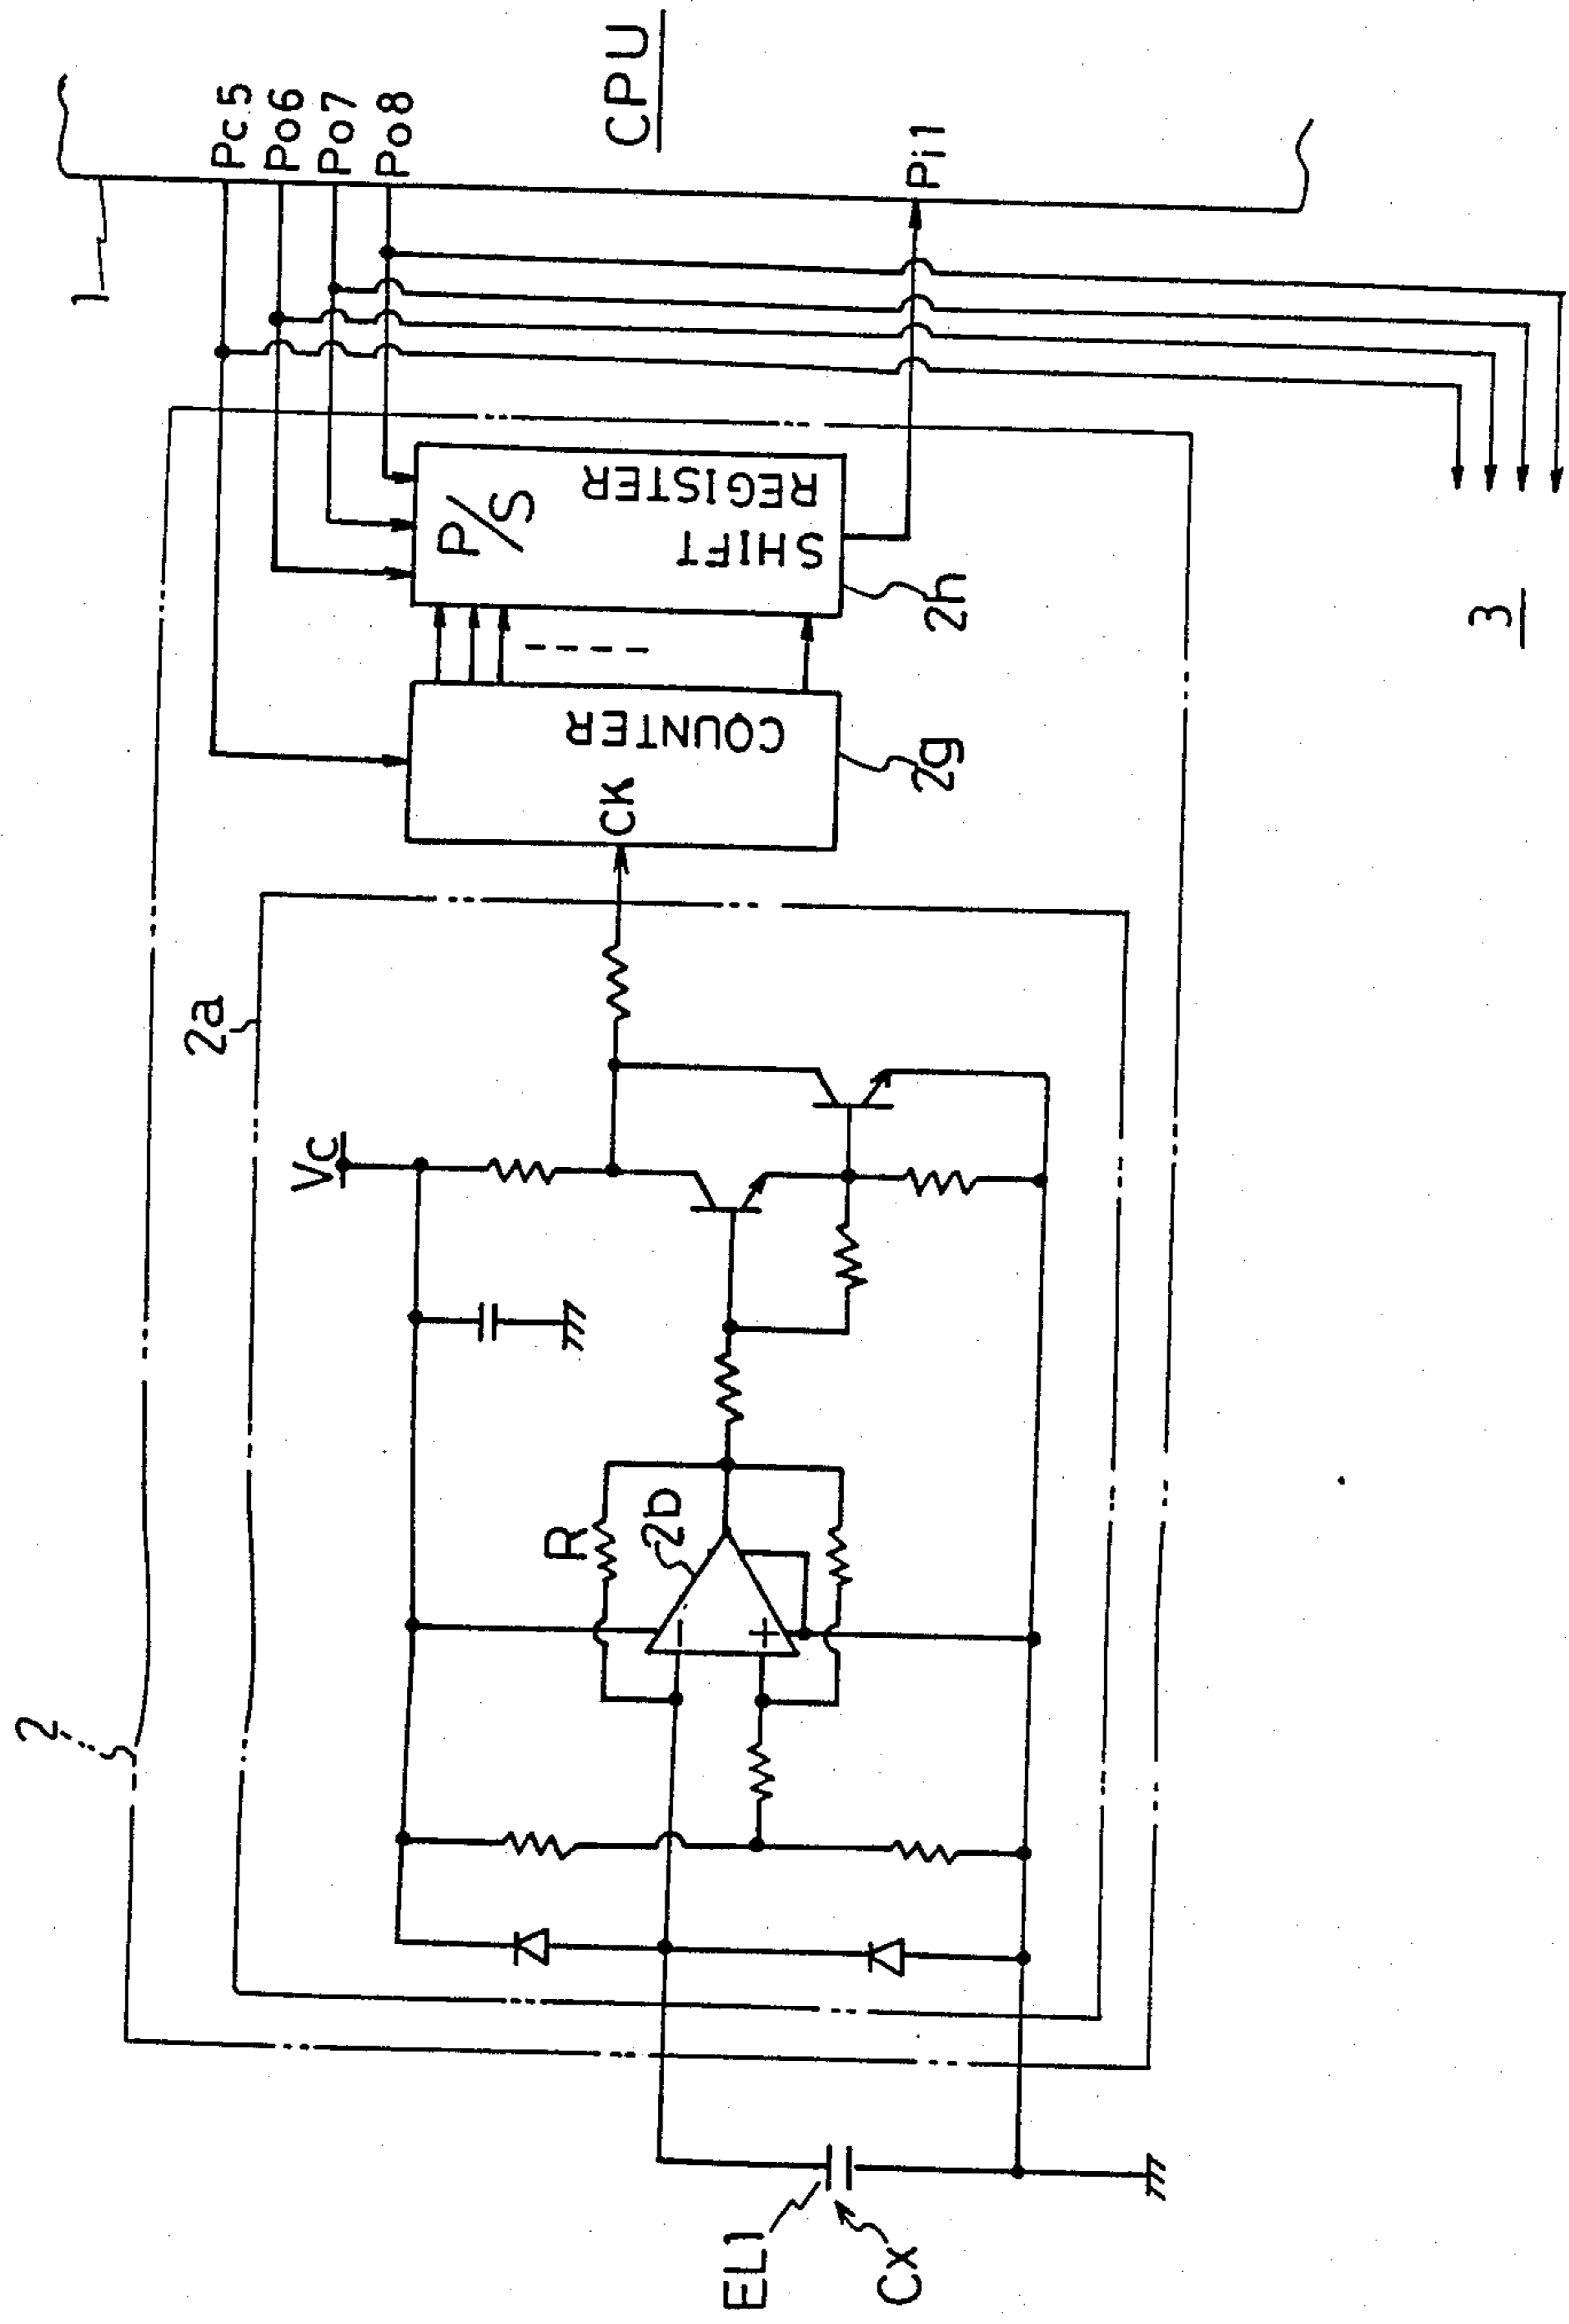 1
Pc5
Po6
Po7
Po8
CPU
Pi1
P/S
SHIFT
REGISTER
2h
COUNTER
CK
2g
3
2a
Vc
R
2b
2
EL1
Cx